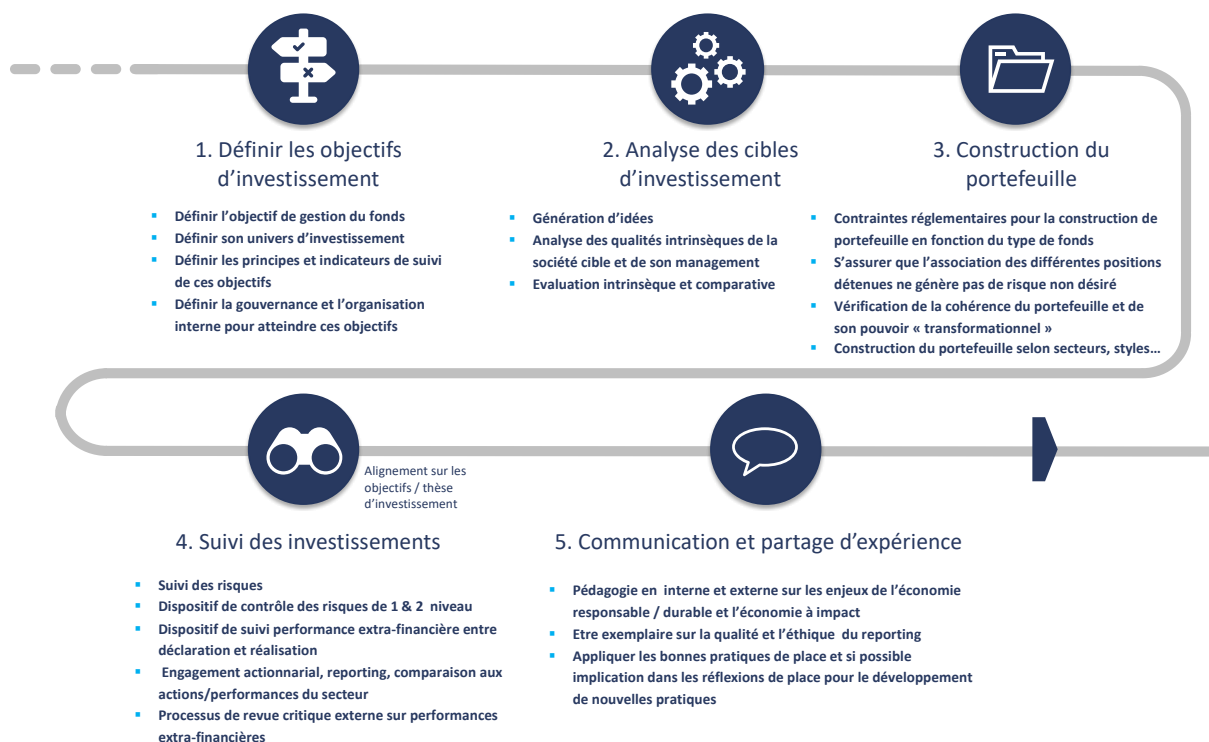 1. Définir les objectifs
d’investissement
▪ Définir l’objectif de gestion du fonds
▪ Définir son univers d’investissement
▪ Définir les principes et indicateurs de suivi
de ces objectifs
▪ Définir la gouvernance et l’organisation
interne pour atteindre ces objectifs
2. Analyse des cibles
d’investissement
▪ Génération d’idées
▪ Analyse des qualités intrinsèques de la
société cible et de son management
▪ Evaluation intrinsèque et comparative
3. Construction du
portefeuille
▪ Contraintes réglementaires pour la construction de
portefeuille en fonction du type de fonds
▪ S’assurer que l’association des différentes positions
détenues ne génère pas de risque non désiré
▪ Vérification de la cohérence du portefeuille et de
son pouvoir « transformationnel »
▪ Construction du portefeuille selon secteurs, styles…
Alignement sur les
objectifs / thèse
d’investissement
4. Suivi des investissements
▪ Suivi des risques
▪ Dispositif de contrôle des risques de 1 & 2 niveau
▪ Dispositif de suivi performance extra-financière entre
déclaration et réalisation
▪ Engagement actionnarial, reporting, comparaison aux
actions/performances du secteur
▪ Processus de revue critique externe sur performances
extra-financières
5. Communication et partage d’expérience
▪ Pédagogie en interne et externe sur les enjeux de l’économie
responsable / durable et l’économie à impact
▪ Etre exemplaire sur la qualité et l’éthique du reporting
▪ Appliquer les bonnes pratiques de place et si possible
implication dans les réflexions de place pour le développement
de nouvelles pratiques